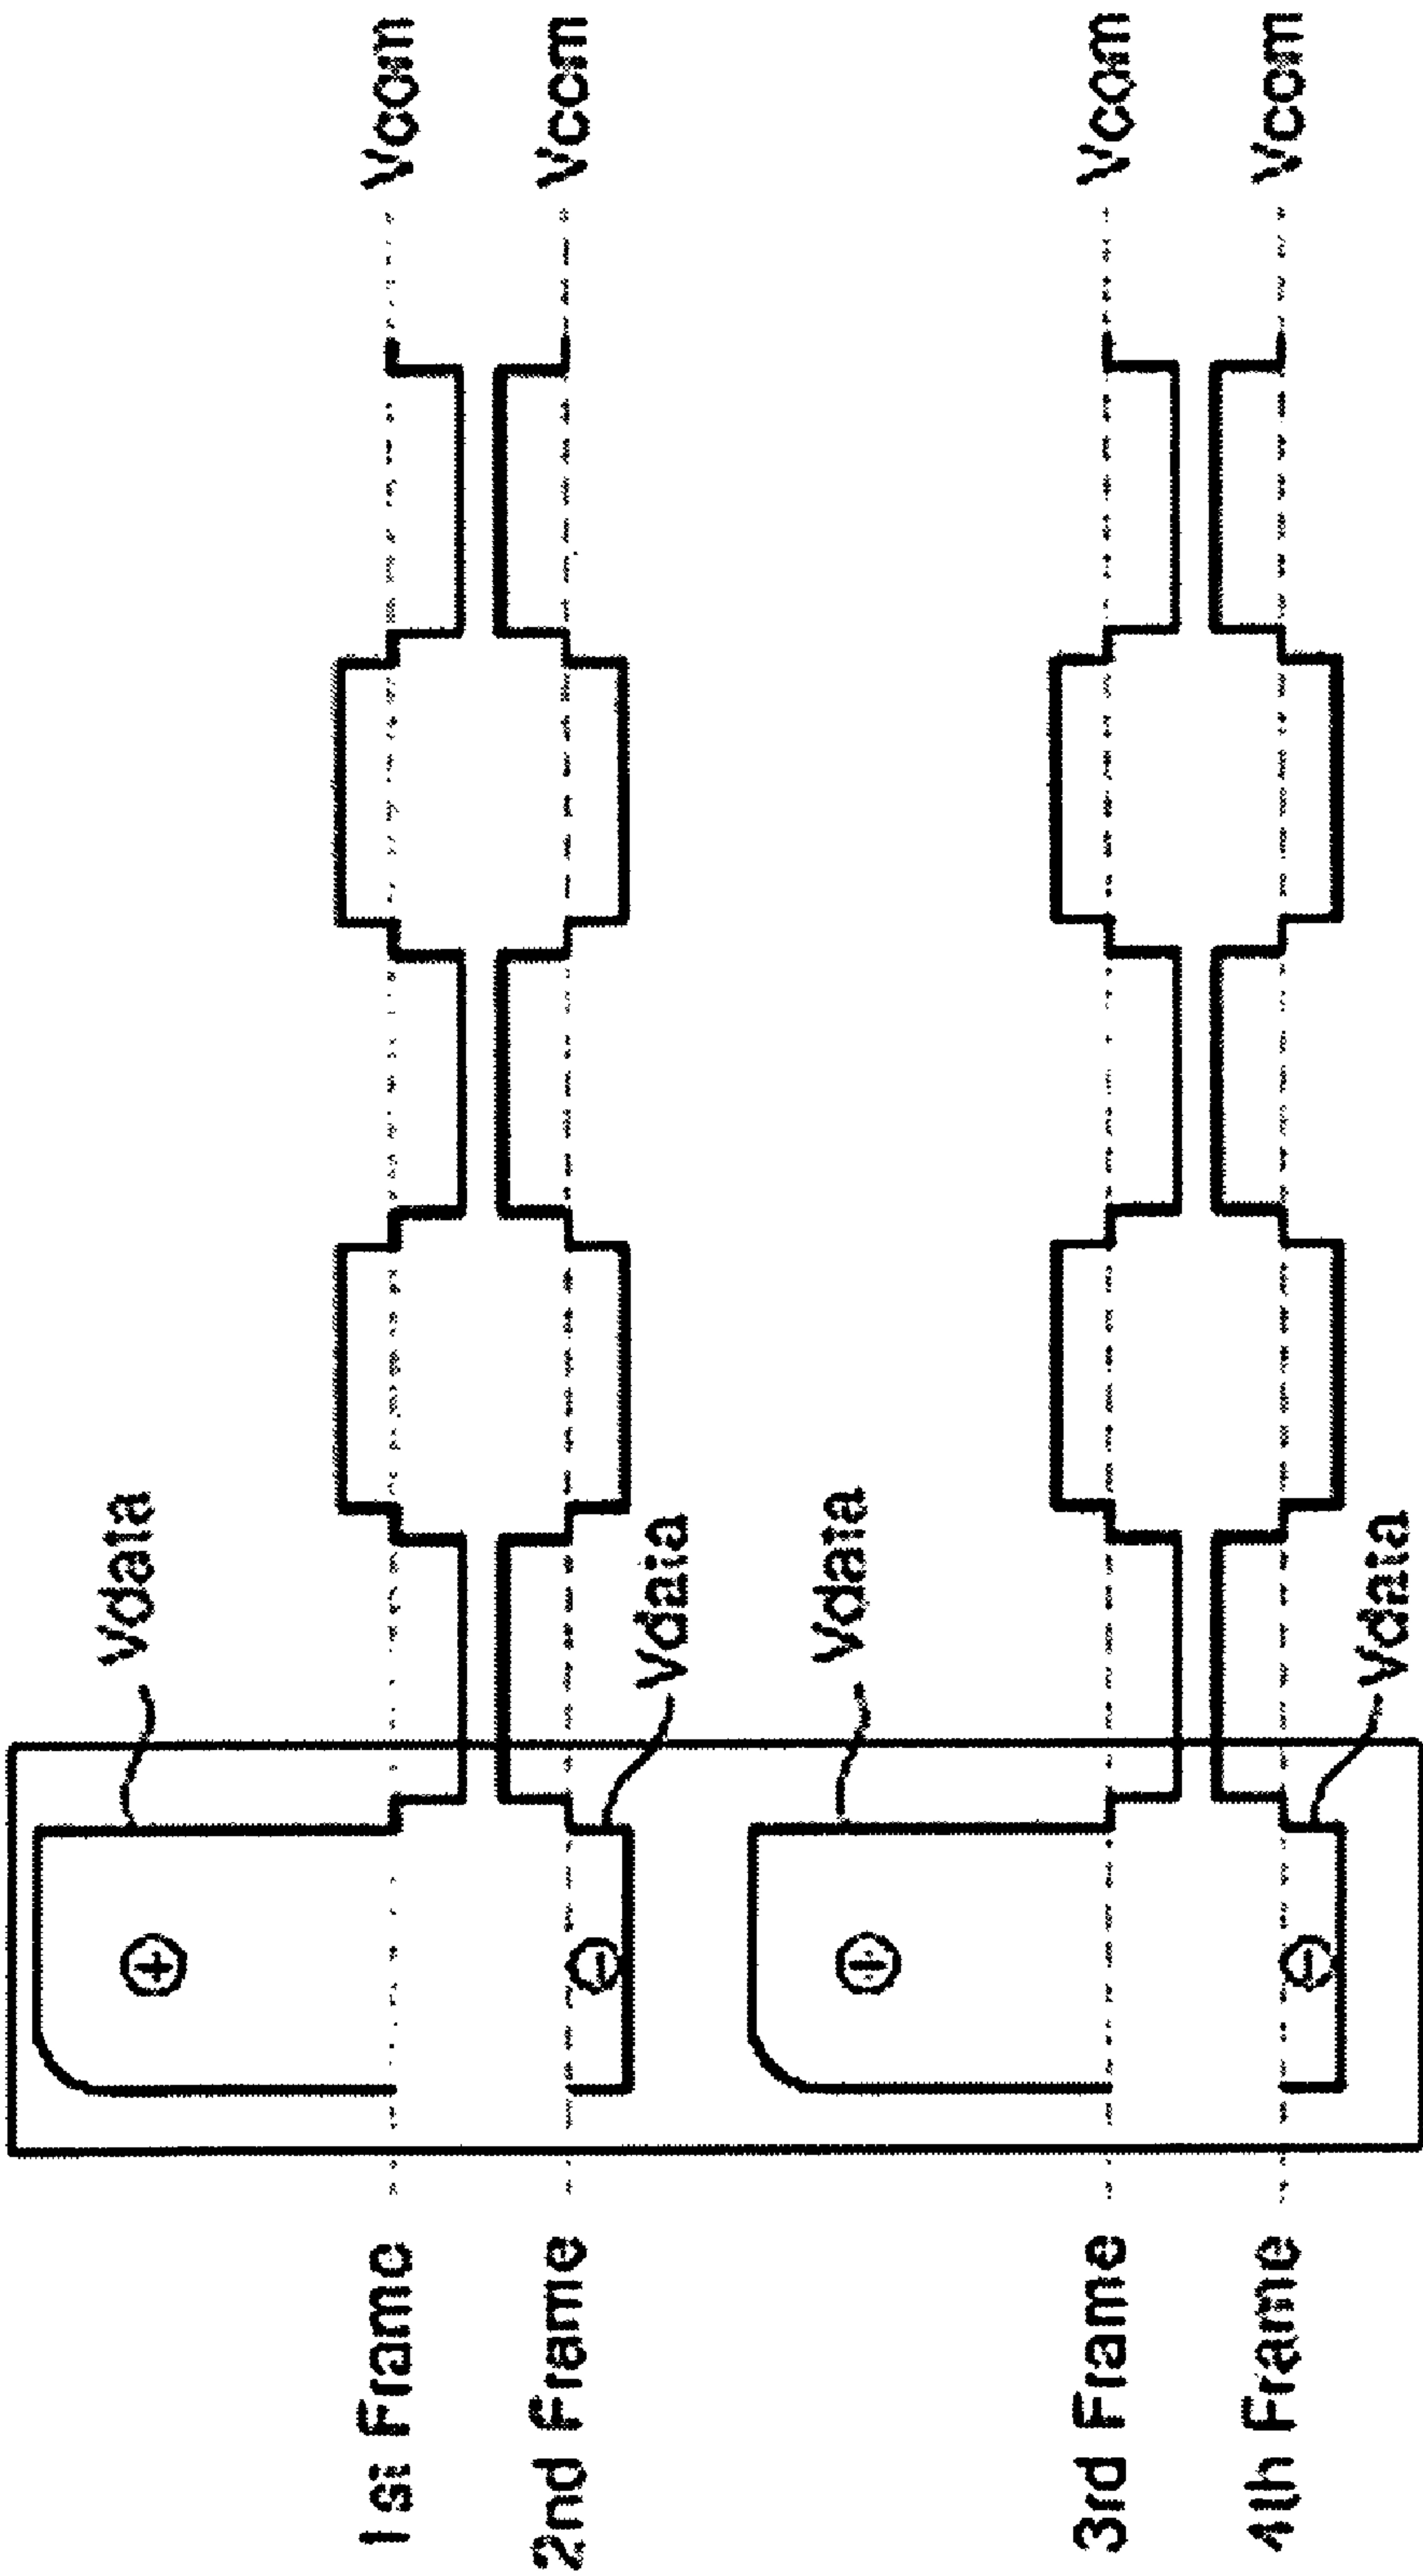 Vdata
1st Frame
Vcom
2nd Frame
Vcom
Vdata
Vdata
3rd Frame
Vcom
4th Frame
Vcom
Vdata